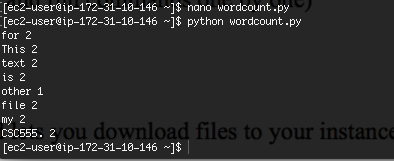 [ec2-user@ip-172-31-10-146 ~]$ nano wordcount.py
[ec2-user@ip-172-31-10-146 ~]$ python wordcount.py
for 2
This 2
text 2
is 2
other 1
file 2
my 2
CSC555. 2
you download files to your instance
[ec2-user@ip-172-31-10-146 ~]$